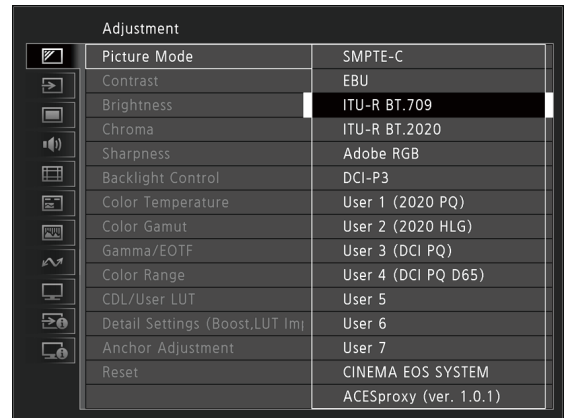 Adjustment
Picture Mode
Contrast
Brightness
Chroma
Sharpness
Backlight Control
Color Temperature
Color Gamut
Gamma/EOTF
Color Range
CDL/User LUT
Detail Settings (Boost,LUT Im
Anchor Adjustment
Reset
SMPTE-C
EBU
ITU-R BT.709
ITU-R BT.2020
Adobe RGB
DCI-P3
User 1 (2020 PQ)
User 2 (2020 HLG)
User 3 (DCI PQ)
User 4 (DCI PQ D65)
User 5
User 6
User 7
CINEMA EOS SYSTEM
ACESproxy (ver. 1.0.1)